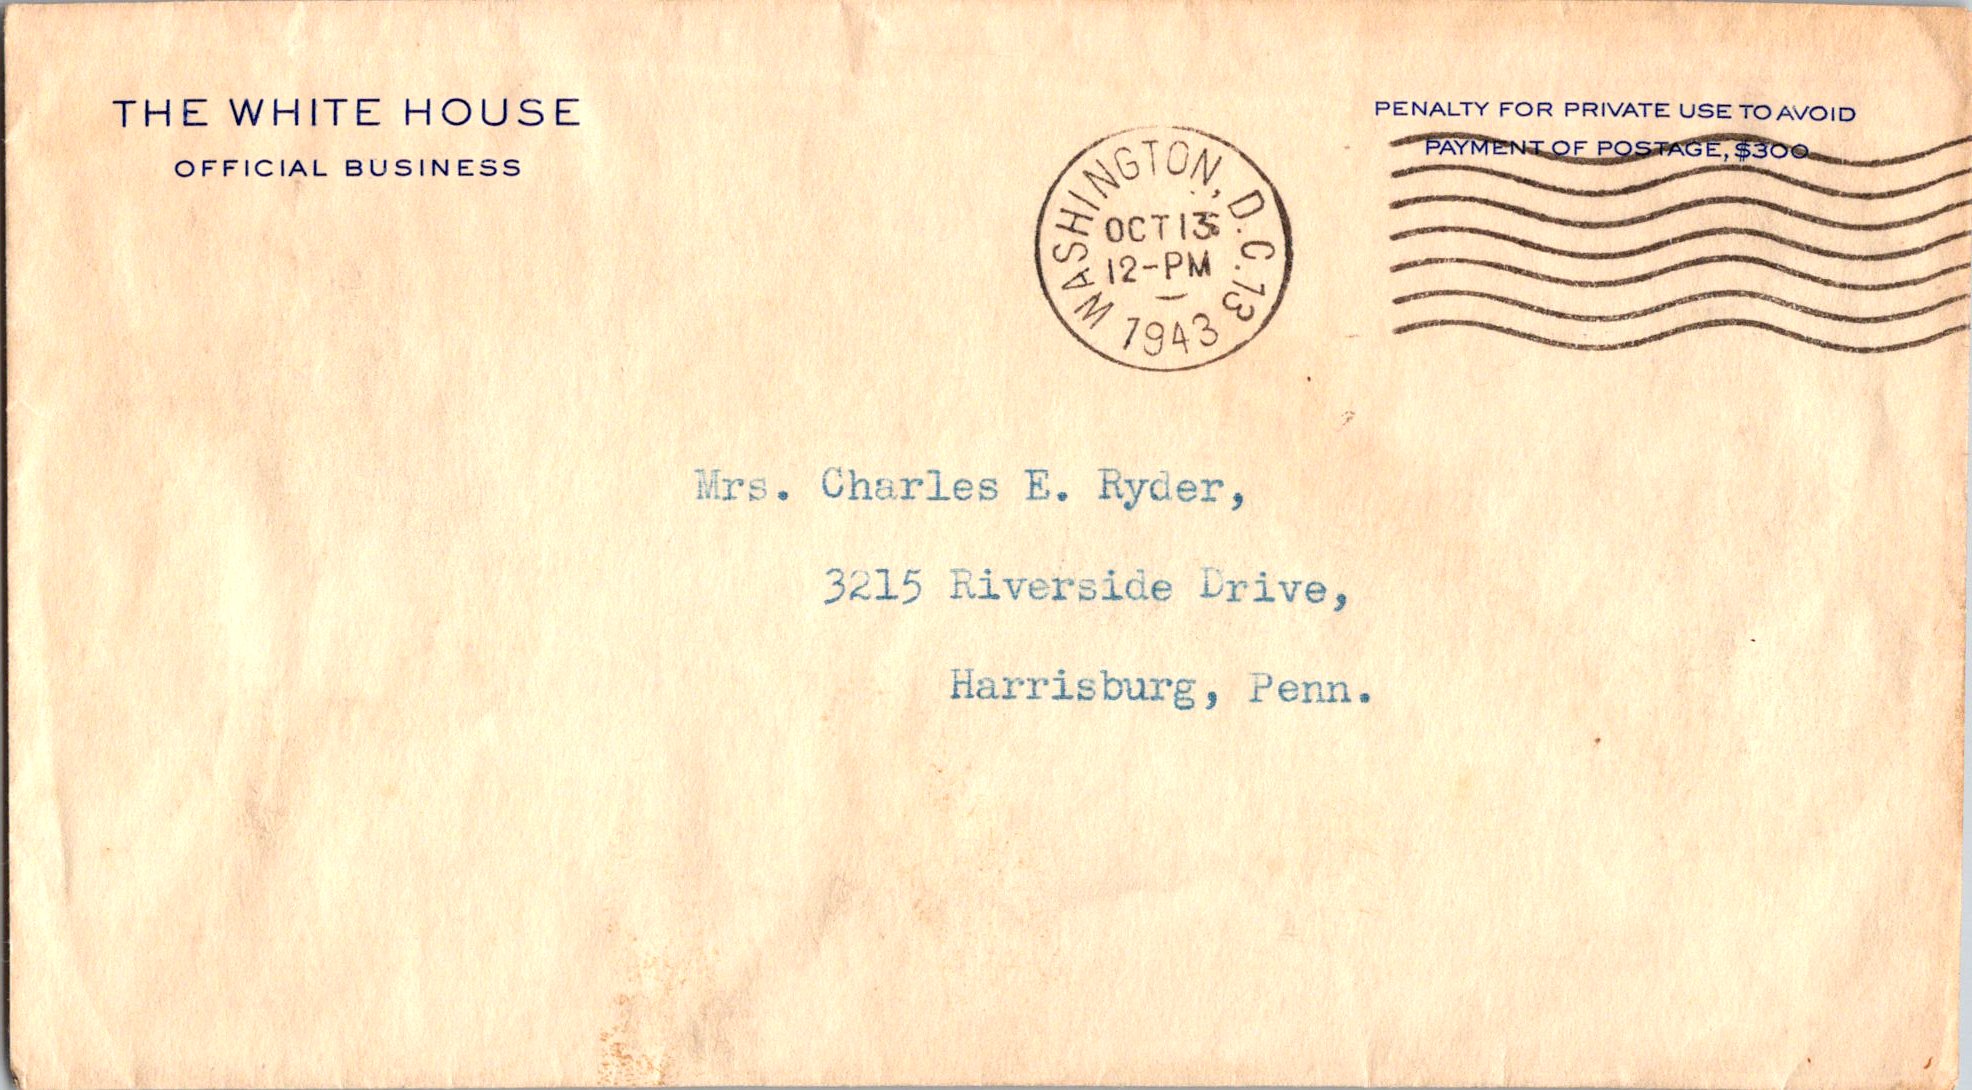 THE WHITE HOUSE
OFFICIAL BUSINESS
PENALTY FOR PRIVATE USE TO AVOID
PAYMENT OF POSTAGE, $300
WASHINGTON, D.C. 13
OCT 13
12-PM
1943
Mrs. Charles E. Ryder,
3215 Riverside Drive,
Harrisburg, Penn.